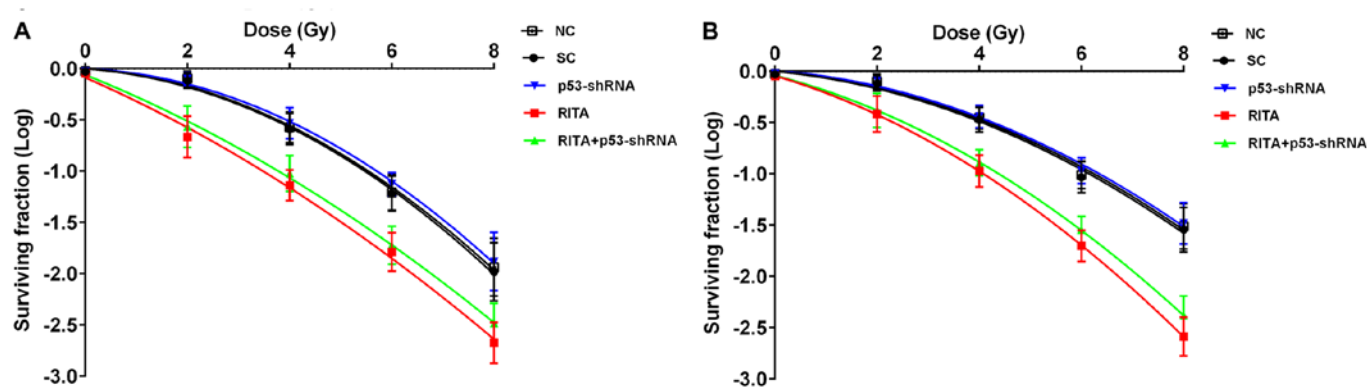 A
Dose (Gy)
0 2 4 6 8
0.0
-0.5
-1.0
-1.5
-2.0
-2.5
-3.0
Surviving fraction (Log)
NC
SC
p53-shRNA
RITA
RITA+p53-shRNA
B
Dose (Gy)
0 2 4 6 8
0.0
-0.5
-1.0
-1.5
-2.0
-2.5
-3.0
Surviving fraction (Log)
NC
SC
p53-shRNA
RITA
RITA+p53-shRNA